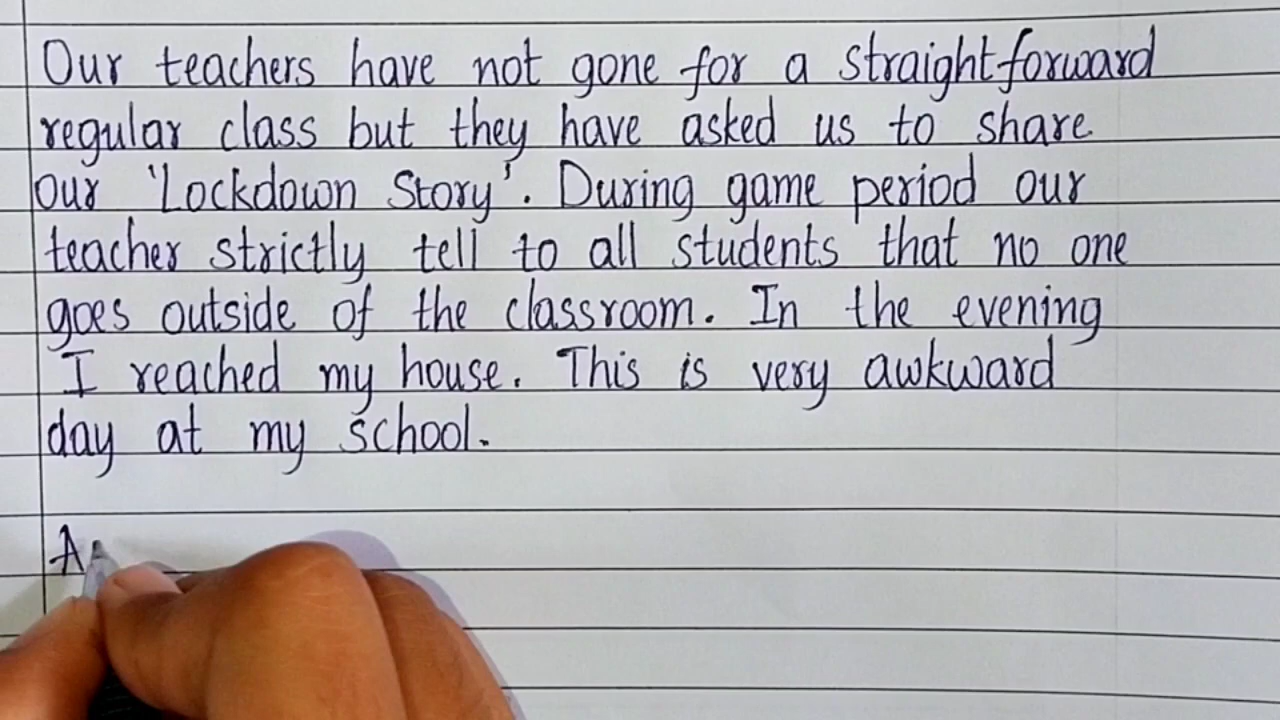 Our teachers have not gone for a straightforward
regular class but they have asked us to share
our 'Lockdown Story'. During game period our
teacher strictly tell to all students that no one
goes outside of the classroom. In the evening
I reached my house. This is very awkward
day at my school.
A